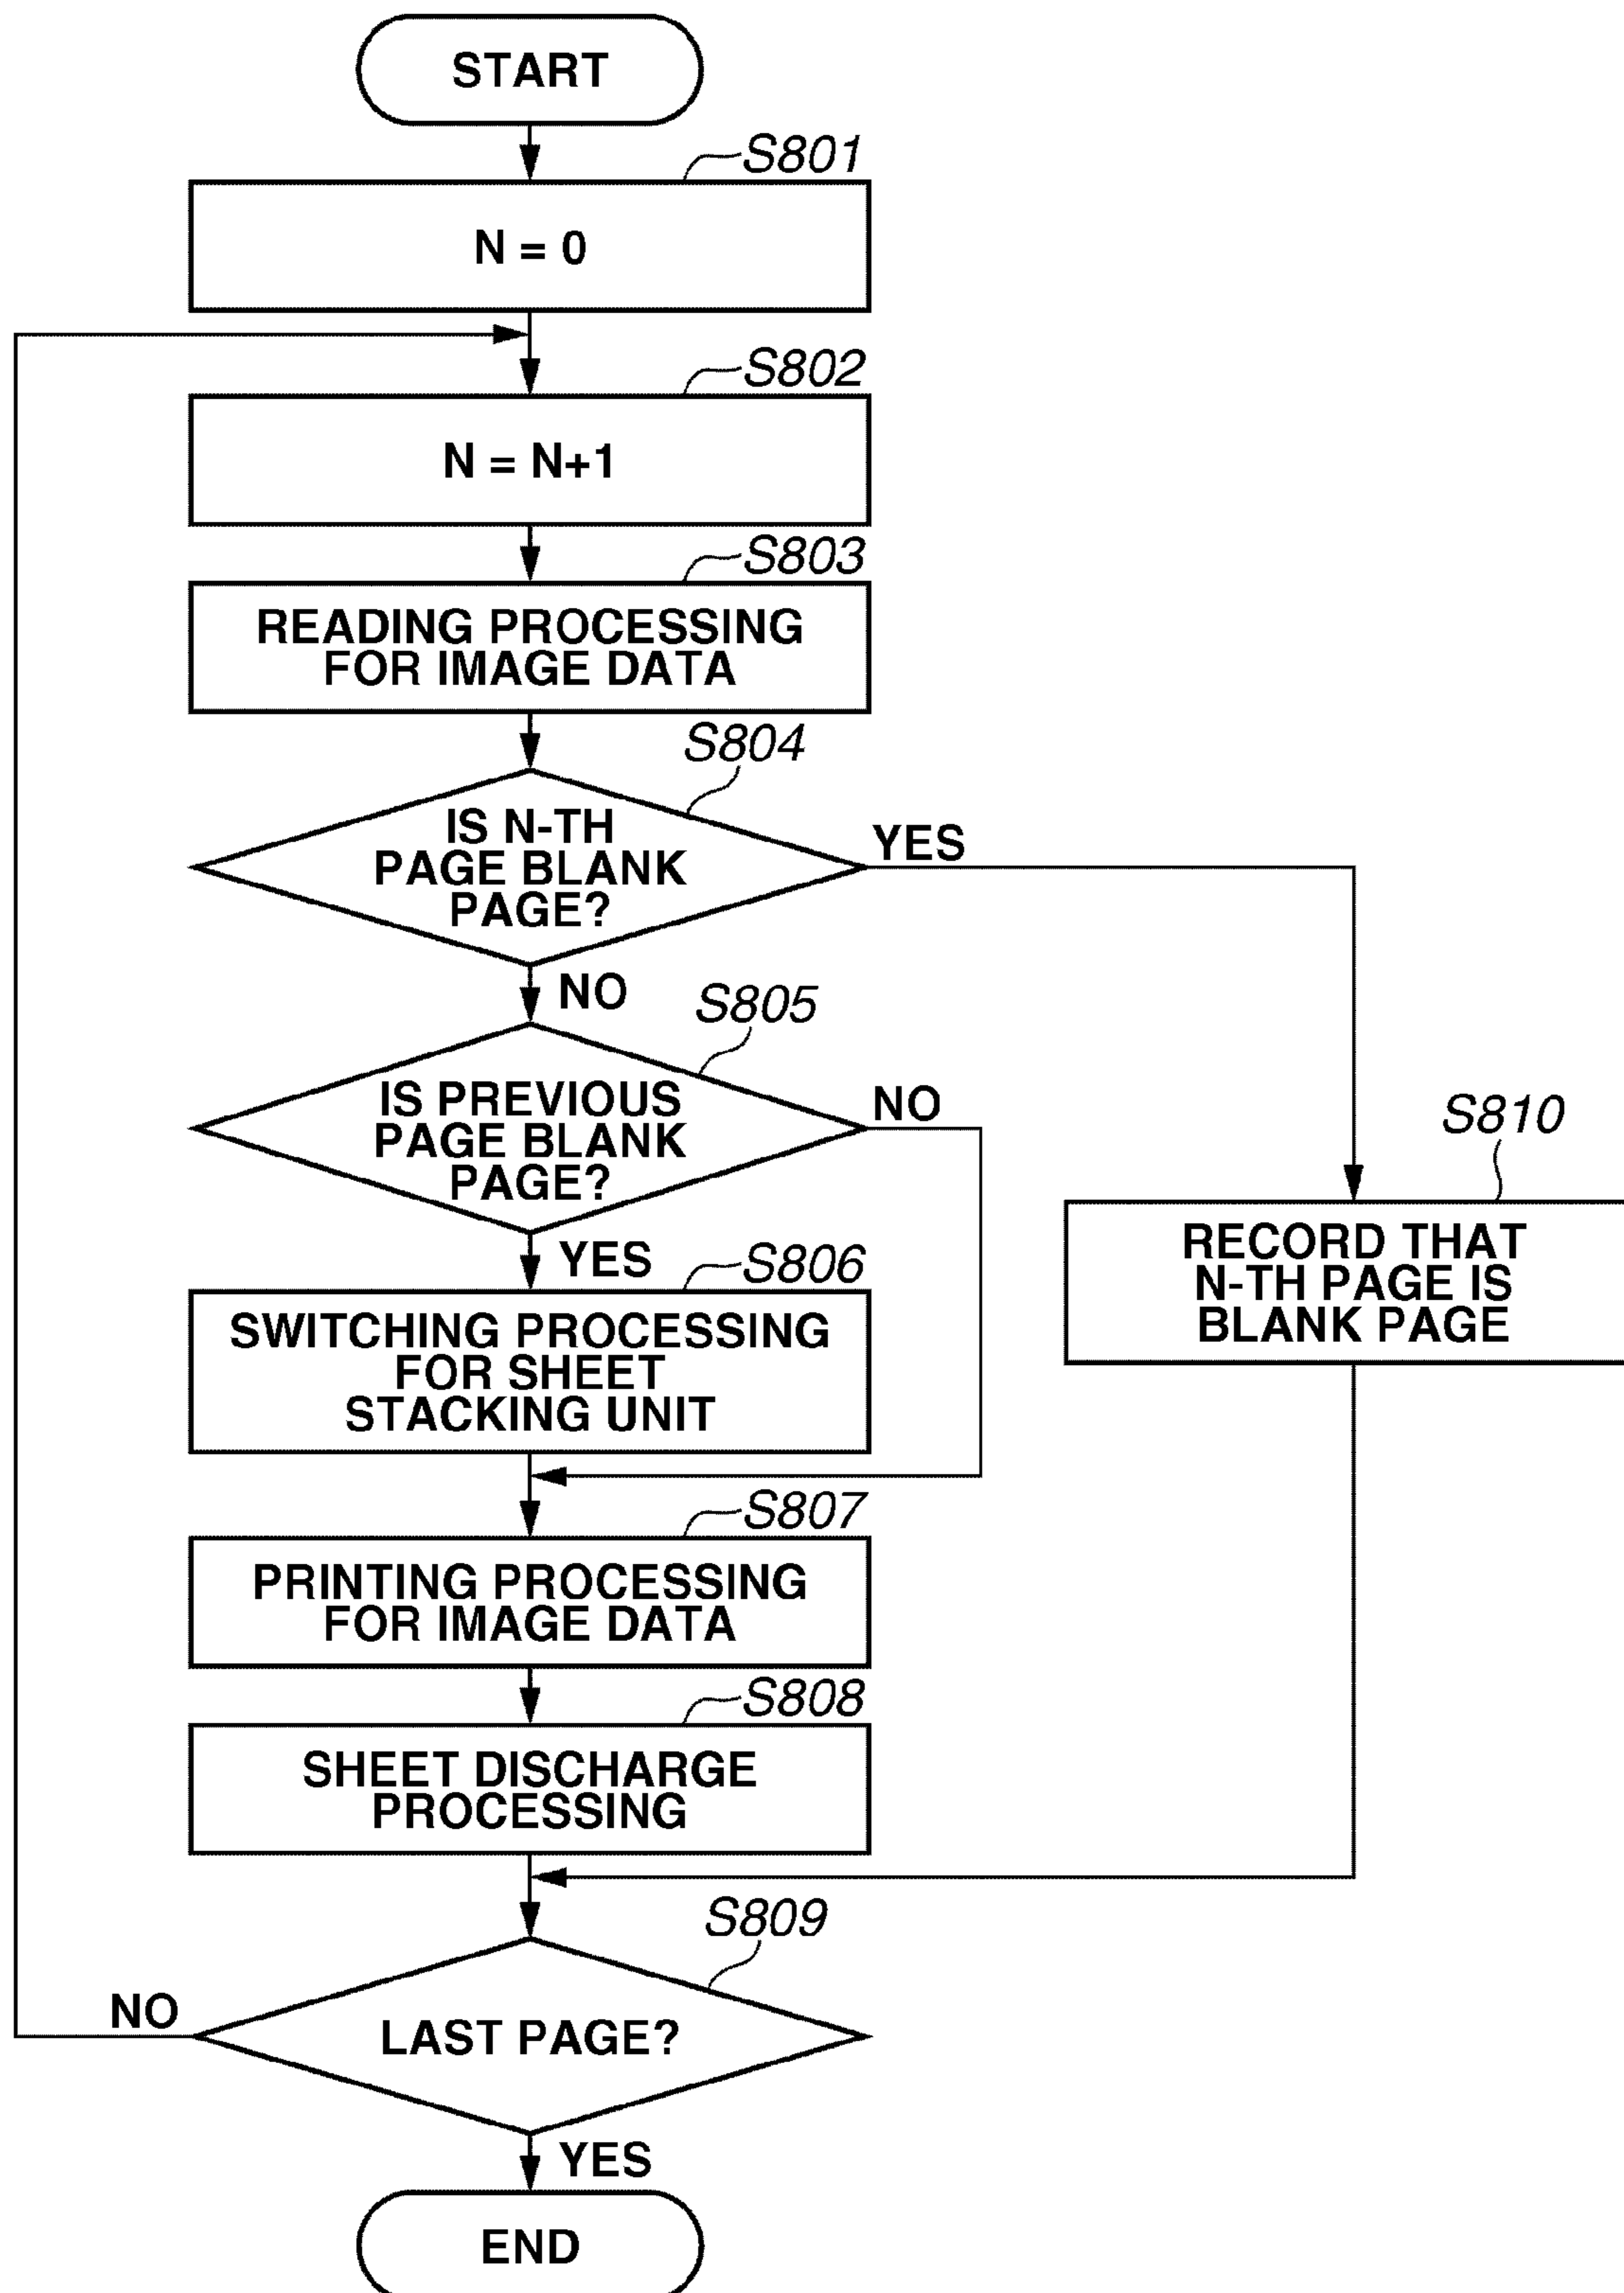 START
S801
N = 0
S802
N = N+1
S803
READING PROCESSING
FOR IMAGE DATA
S804
IS N-TH
PAGE BLANK
PAGE?
YES
NO
S805
IS PREVIOUS
PAGE BLANK
PAGE?
NO
YES
S806
SWITCHING PROCESSING
FOR SHEET
STACKING UNIT
S810
RECORD THAT
N-TH PAGE IS
BLANK PAGE
S807
PRINTING PROCESSING
FOR IMAGE DATA
S808
SHEET DISCHARGE
PROCESSING
S809
LAST PAGE?
NO
YES
END